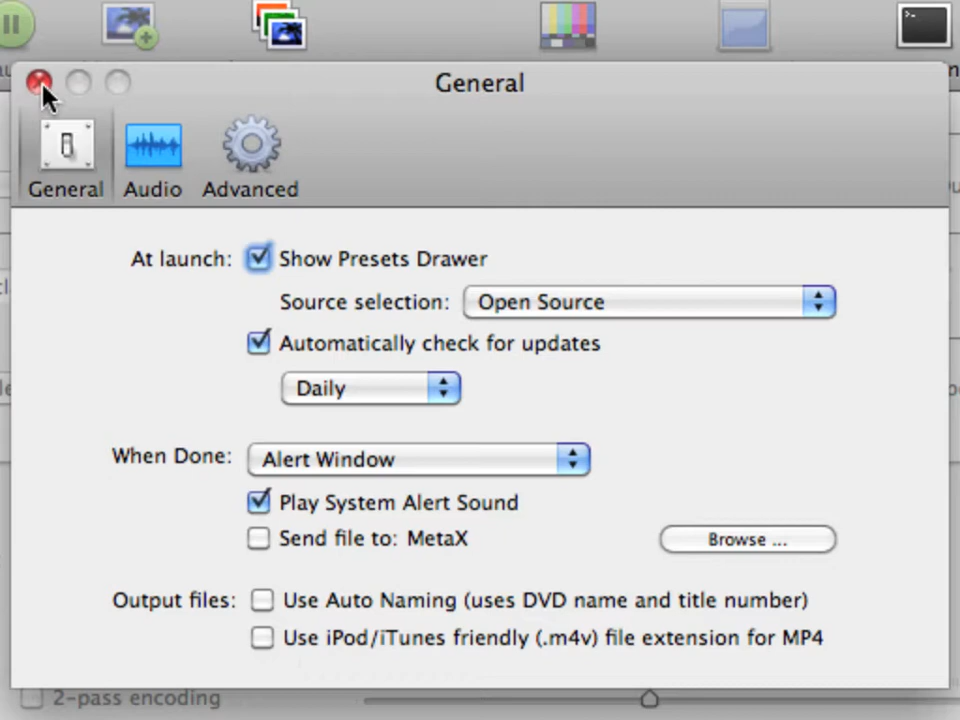 General
General Audio Advanced
At launch: Show Presets Drawer
Source selection: Open Source
Automatically check for updates
Daily
When Done: Alert Window
Play System Alert Sound
Send file to: MetaX Browse ...
Output files: Use Auto Naming (uses DVD name and title number)
Use iPod/iTunes friendly (.m4v) file extension for MP4
2-pass encoding